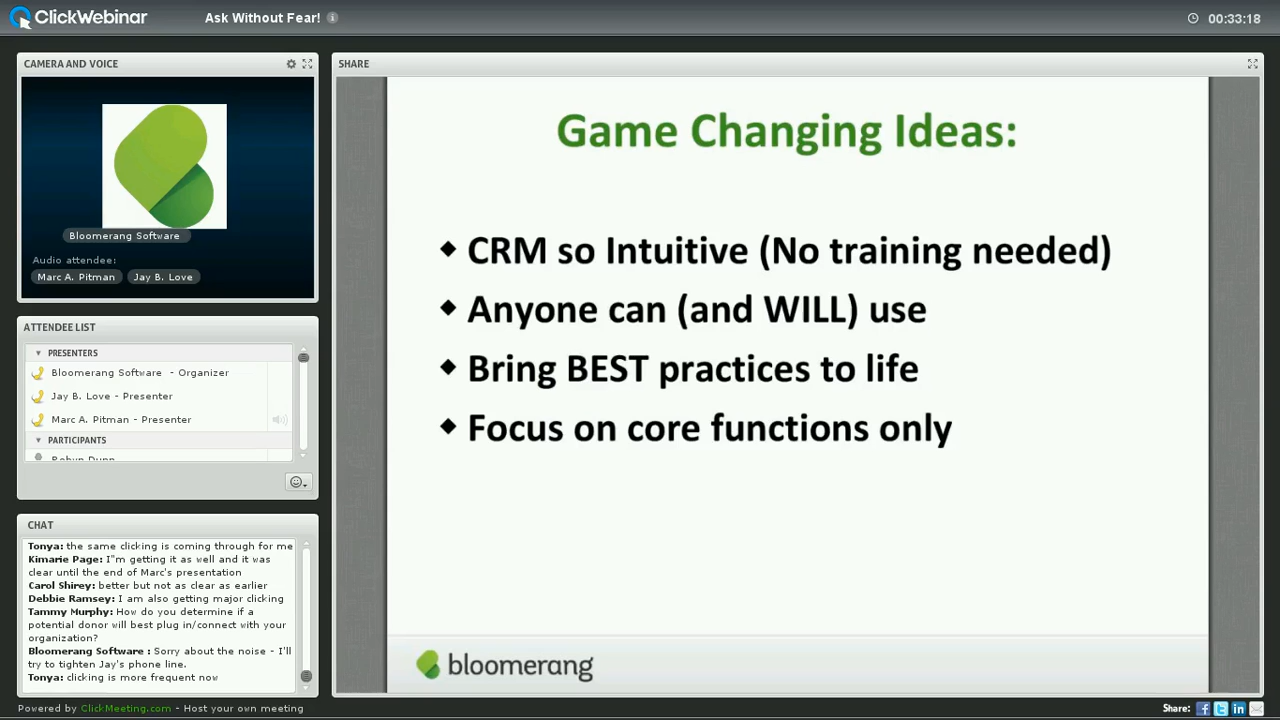 ClickWebinar
Ask Without Fear!
00:33:18
CAMERA AND VOICE
Bloomerang Software
Audio attendee:
Marc A. Pitman
Jay B. Love
ATTENDEE LIST
PRESENTERS
Bloomerang Software - Organizer
Jay B. Love - Presenter
Marc A. Pitman - Presenter
PARTICIPANTS
Robyn Dunn
CHAT
Tonya: the same clicking is coming through for me
Kimarie Page: I"m getting it as well and it was
clear until the end of Marc's presentation
Carol Shirey: better but not as clear as earlier
Debbie Ramsey: I am also getting major clicking
Tammy Murphy: How do you determine if a
potential donor will best plug in/connect with your
organization?
Bloomerang Software : Sorry about the noise - I'll
try to tighten Jay's phone line.
Tonya: clicking is more frequent now
SHARE
Game Changing Ideas:
CRM so Intuitive (No training needed)
Anyone can (and WILL) use
Bring BEST practices to life
Focus on core functions only
bloomerang
Powered by ClickMeeting.com - Host your own meeting
Share: